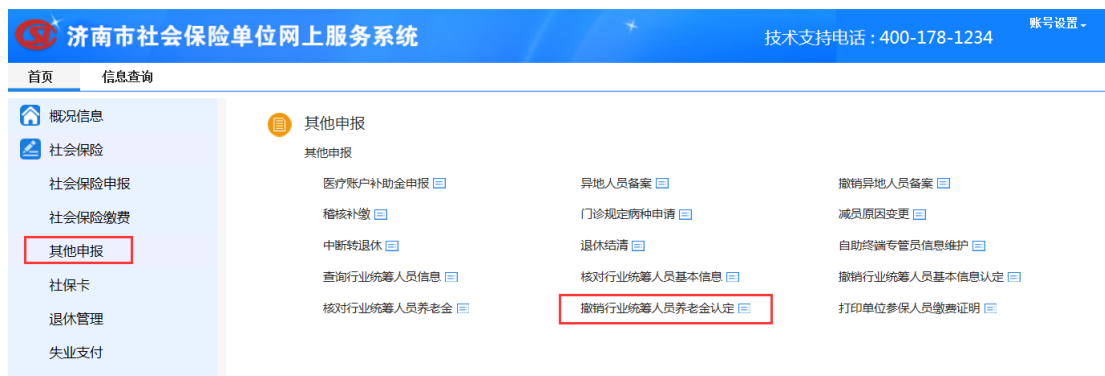 济南市社会保险单位网上服务系统
技术支持电话：400-178-1234
账号设置
首页 信息查询
概况信息
社会保险
社会保险申报
社会保险缴费
其他申报
社保卡
退休管理
失业支付
其他申报
其他申报
医疗账户补助金申报 异地人员备案 撤销异地人员备案
稽核补缴 门诊规定病种申请 减员原因变更
中断转退休 退休结清 自助终端专管员信息维护
查询行业统筹人员信息 核对行业统筹人员基本信息 撤销行业统筹人员基本信息认定
核对行业统筹人员养老金 撤销行业统筹人员养老金认定 打印单位参保人员缴费证明